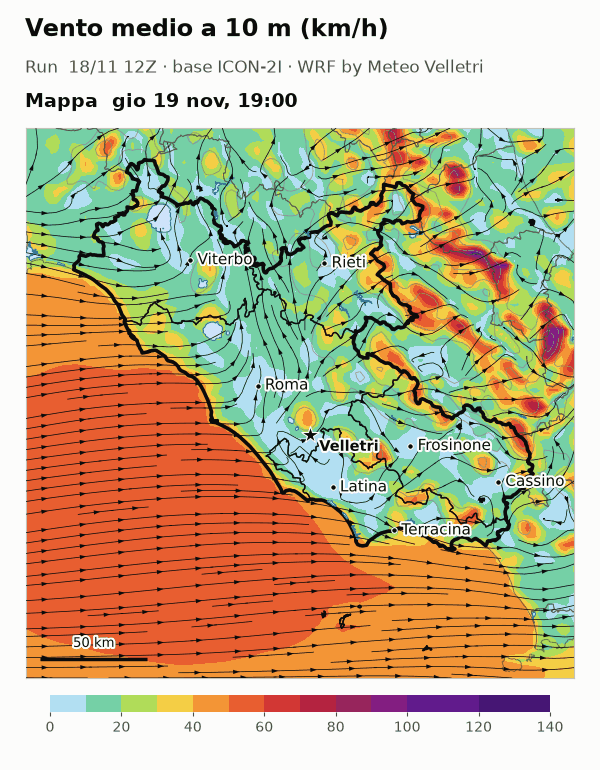 Vento medio a 10 m (km/h)
Run  18/11 12Z · base ICON-2I · WRF by Meteo Velletri
Mappa  gio 19 nov, 19:00
Viterbo
Rieti
Roma
Velletri
Frosinone
Latina
Cassino
Terracina
50 km
0 20 40 60 80 100 120 140